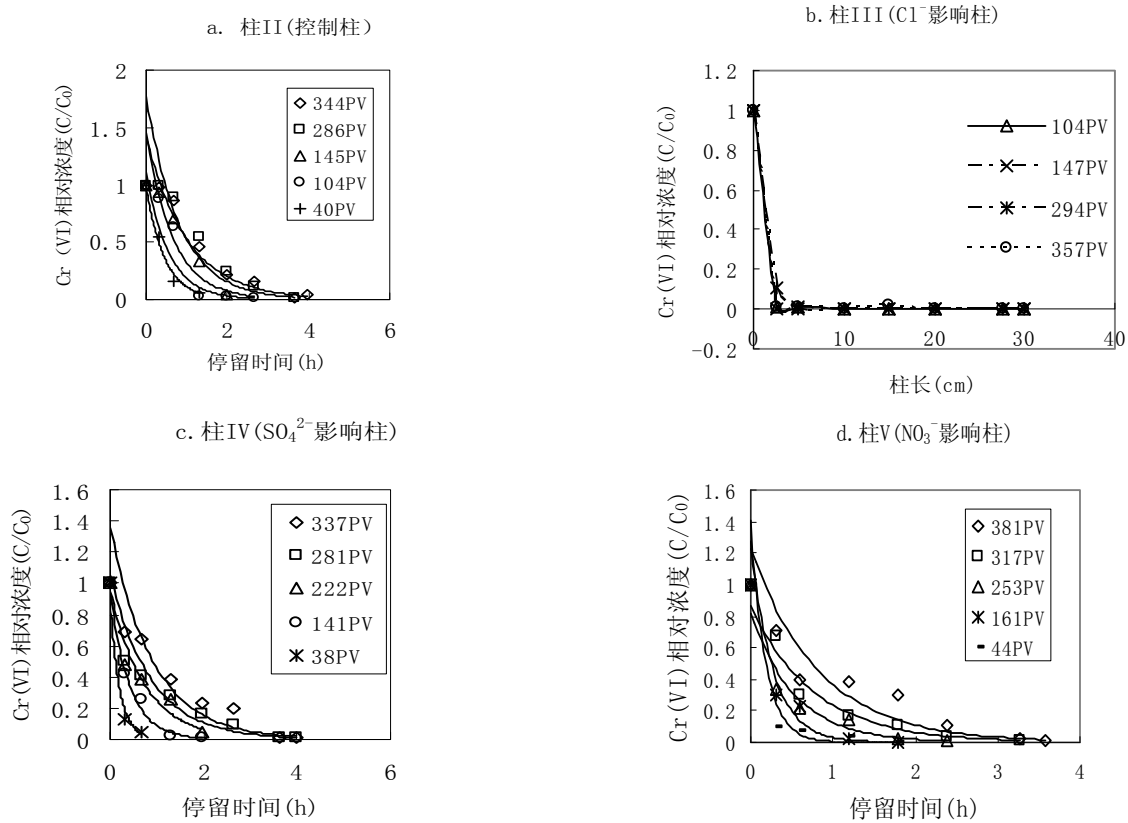 a. 柱II(控制柱)
Cr (VI)相对浓度(C/C0)
2
1.5
1
0.5
0
0 2 4 6
停留时间(h)
344PV
286PV
145PV
104PV
40PV
b.柱III(Cl⁻影响柱)
Cr(VI)相对浓度(C/C0)
1.2
1
0.8
0.6
0.4
0.2
0
-0.2
0 10 20 30 40
柱长(cm)
104PV
147PV
294PV
357PV
c.柱IV(SO₄²⁻影响柱)
Cr(VI)相对浓度(C/C0)
1.6
1.4
1.2
1
0.8
0.6
0.4
0.2
0
0 2 4 6
停留时间(h)
337PV
281PV
222PV
141PV
38PV
d.柱V(NO₃⁻影响柱)
Cr(VI)相对浓度(C/C0)
1.6
1.4
1.2
1
0.8
0.6
0.4
0.2
0
0 1 2 3 4
停留时间(h)
381PV
317PV
253PV
161PV
44PV